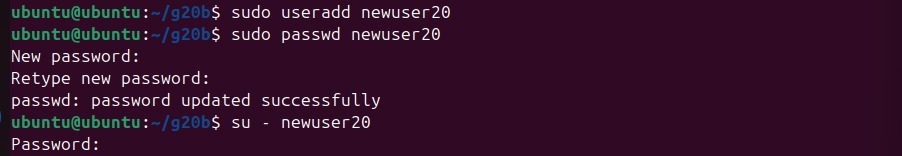 ubuntu@ubuntu:~/g20b$ sudo useradd newuser20
ubuntu@ubuntu:~/g20b$ sudo passwd newuser20
New password:
Retype new password:
passwd: password updated successfully
ubuntu@ubuntu:~/g20b$ su - newuser20
Password: